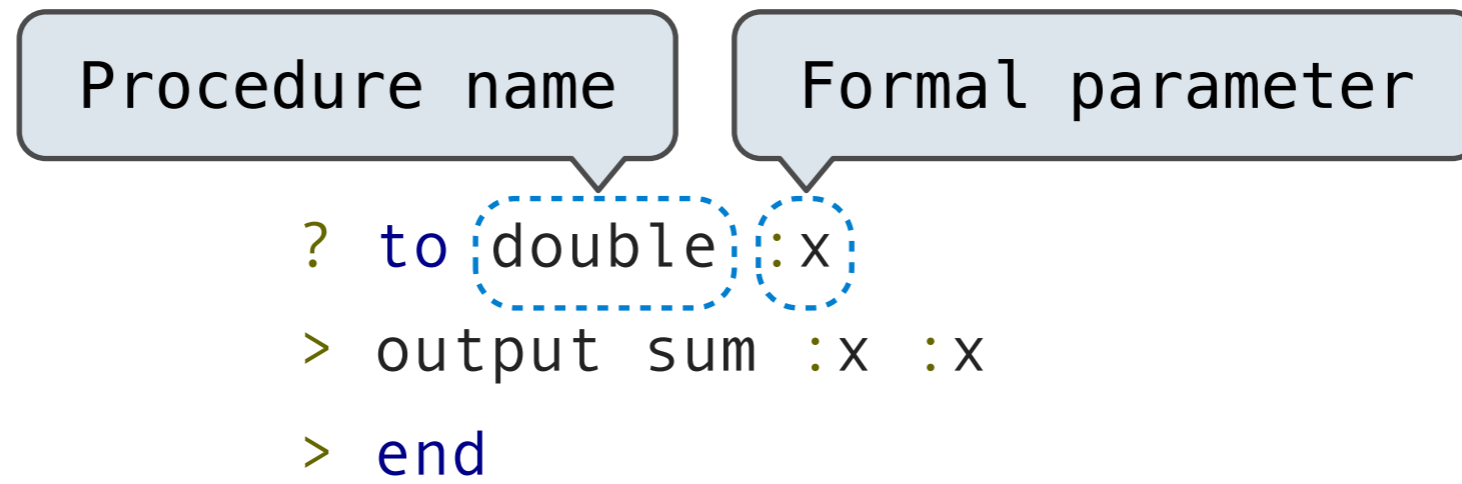 Procedure name
Formal parameter
? to double :x
> output sum :x :x
> end